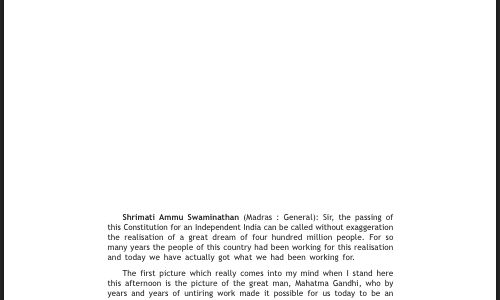 Shrimati Ammu Swaminathan (Madras : General): Sir, the passing of
this Constitution for an Independent India can be called without exaggeration
the realisation of a great dream of four hundred million people. For so
many years the people of this country had been working for this realisation
and today we have actually got what we had been working for.
The first picture which really comes into my mind when I stand here
this afternoon is the picture of the great man, Mahatma Gandhi, who by
years and years of untiring work made it possible for us today to be an